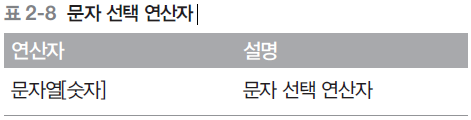 표 2-8 문자 선택 연산자
연산자 설명
문자열[숫자] 문자 선택 연산자